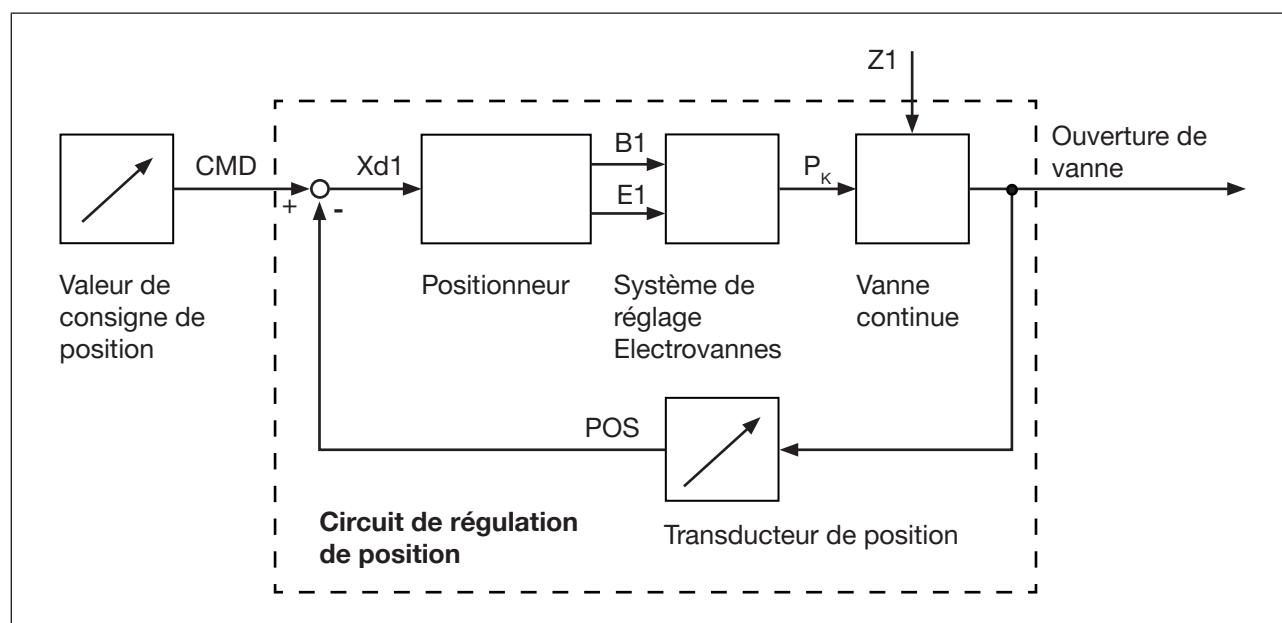 Z1
Ouverture de
vanne
CMD
Xd1
B1
E1
PK
+
-
Valeur de
consigne de
position
Positionneur
Système de
réglage
Electrovannes
Vanne
continue
POS
Transducteur de position
Circuit de régulation
de position